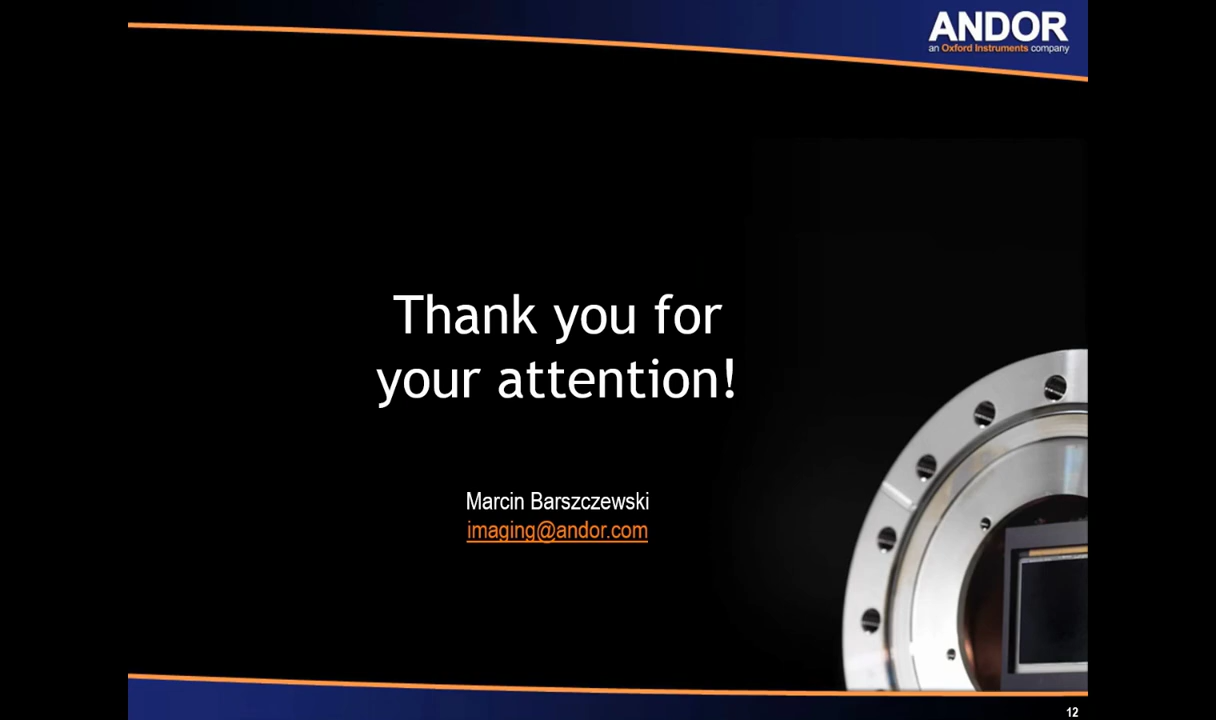 ANDOR
an Oxford Instruments company
Thank you for
your attention!
Marcin Barszczewski
imaging@andor.com
12